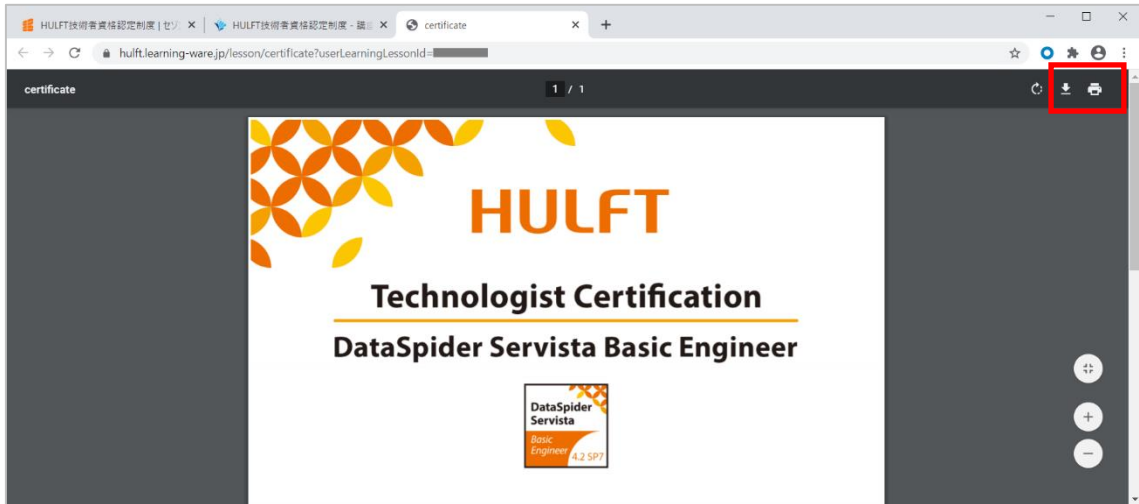 HULFT技術者資格認定制度 | セゾ
HULFT技術者資格認定制度 - 職
certificate
hulft.learning-ware.jp/lesson/certificate?userLearningLessonId=
certificate
1 / 1
HULFT
Technologist Certification
DataSpider Servista Basic Engineer
DataSpider
Servista
Basic
Engineer
4.2 SP7